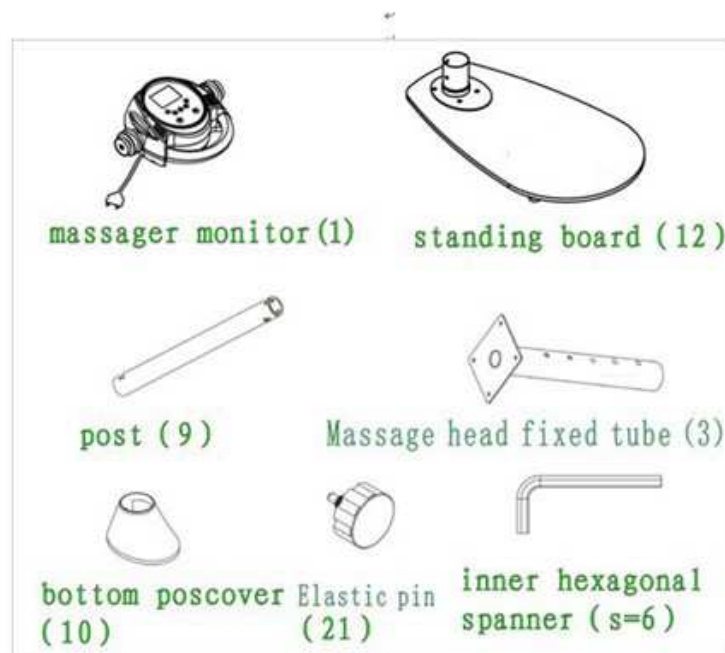 massager monitor(1)
standing board (12)
post (9)
Massage head fixed tube (3)
bottom poscover
(10)
Elastic pin
(21)
inner hexagonal
spanner (s=6)